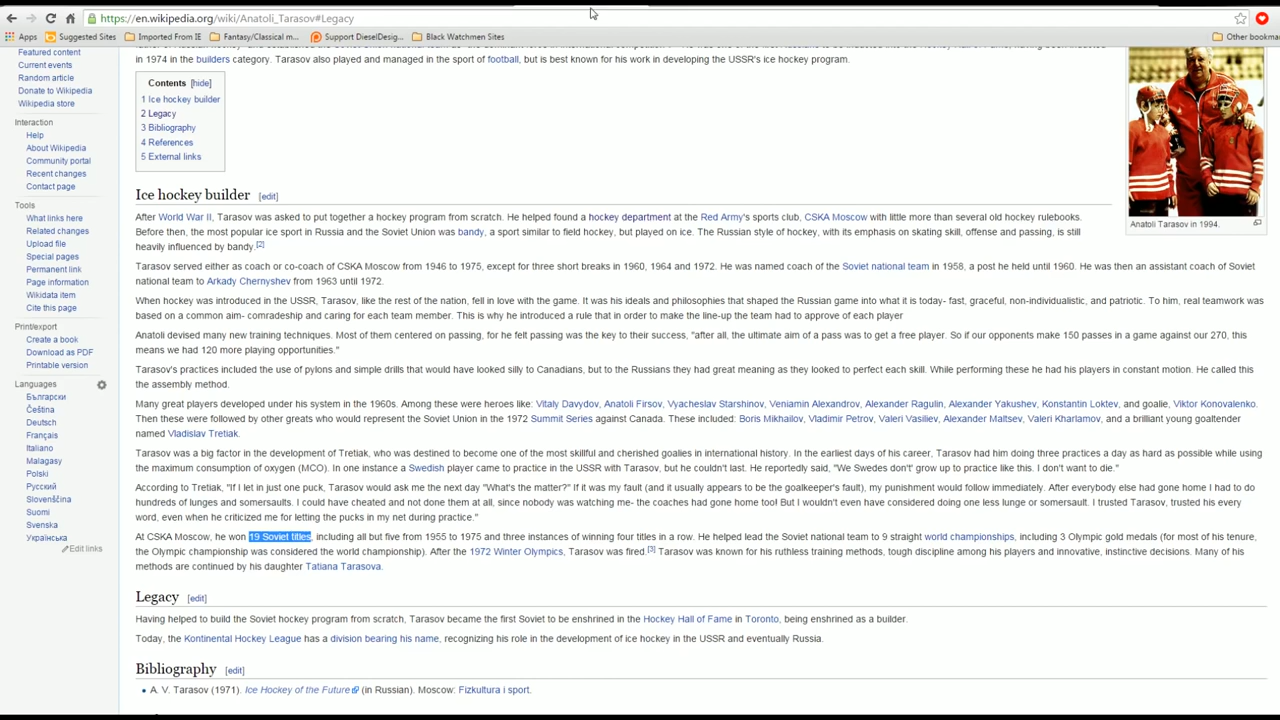 https://en.wikipedia.org/wiki/Anatoli_Tarasov#Legacy
Apps
Suggested Sites
Imported From IE
Fantasy/Classical m...
Support DieselDesig...
Black Watchmen Sites
Other bookma
Featured content
Current events
Random article
Donate to Wikipedia
Wikipedia store
Interaction
Help
About Wikipedia
Community portal
Recent changes
Contact page
Tools
What links here
Related changes
Upload file
Special pages
Permanent link
Page information
Wikidata item
Cite this page
Print/export
Create a book
Download as PDF
Printable version
Languages
Български
Čeština
Deutsch
Français
Italiano
Malagasy
Polski
Русский
Slovenščina
Suomi
Svenska
Українська
Edit links
in 1974 in the builders category. Tarasov also played and managed in the sport of football, but is best known for his work in developing the USSR's ice hockey program.
Contents [hide]
1 Ice hockey builder
2 Legacy
3 Bibliography
4 References
5 External links
Anatoli Tarasov in 1994.
Ice hockey builder [edit]
After World War II, Tarasov was asked to put together a hockey program from scratch. He helped found a hockey department at the Red Army's sports club, CSKA Moscow with little more than several old hockey rulebooks.
Before then, the most popular ice sport in Russia and the Soviet Union was bandy, a sport similar to field hockey, but played on ice. The Russian style of hockey, with its emphasis on skating skill, offense and passing, is still
heavily influenced by bandy.[2]
Tarasov served either as coach or co-coach of CSKA Moscow from 1946 to 1975, except for three short breaks in 1960, 1964 and 1972. He was named coach of the Soviet national team in 1958, a post he held until 1960. He was then an assistant coach of Soviet
national team to Arkady Chernyshev from 1963 until 1972.
When hockey was introduced in the USSR, Tarasov, like the rest of the nation, fell in love with the game. It was his ideals and philosophies that shaped the Russian game into what it is today- fast, graceful, non-individualistic, and patriotic. To him, real teamwork was
based on a common aim- comradeship and caring for each team member. This is why he introduced a rule that in order to make the line-up the team had to approve of each player
Anatoli devised many new training techniques. Most of them centered on passing, for he felt passing was the key to their success, "after all, the ultimate aim of a pass was to get a free player. So if our opponents make 150 passes in a game against our 270, this
means we had 120 more playing opportunities."
Tarasov's practices included the use of pylons and simple drills that would have looked silly to Canadians, but to the Russians they had great meaning as they looked to perfect each skill. While performing these he had his players in constant motion. He called this
the assembly method.
Many great players developed under his system in the 1960s. Among these were heroes like: Vitaly Davydov, Anatoli Firsov, Vyacheslav Starshinov, Veniamin Alexandrov, Alexander Ragulin, Alexander Yakushev, Konstantin Loktev, and goalie, Viktor Konovalenko.
Then these were followed by other greats who would represent the Soviet Union in the 1972 Summit Series against Canada. These included: Boris Mikhailov, Vladimir Petrov, Valeri Vasiliev, Alexander Maltsev, Valeri Kharlamov, and a brilliant young goaltender
named Vladislav Tretiak.
Tarasov was a big factor in the development of Tretiak, who was destined to become one of the most skillful and cherished goalies in international history. In the earliest days of his career, Tarasov had him doing three practices a day as hard as possible while using
the maximum consumption of oxygen (MCO). In one instance a Swedish player came to practice in the USSR with Tarasov, but he couldn't last. He reportedly said, "We Swedes don't' grow up to practice like this. I don't want to die."
According to Tretiak, "If I let in just one puck, Tarasov would ask me the next day "What's the matter?" If it was my fault (and it usually appears to be the goalkeeper's fault), my punishment would follow immediately. After everybody else had gone home I had to do
hundreds of lunges and somersaults. I could have cheated and not done them at all, since nobody was watching me- the coaches had gone home too! But I wouldn't even have considered doing one less lunge or somersault. I trusted Tarasov, trusted his every
word, even when he criticized me for letting the pucks in my net during practice."
At CSKA Moscow, he won 19 Soviet titles, including all but five from 1955 to 1975 and three instances of winning four titles in a row. He helped lead the Soviet national team to 9 straight world championships, including 3 Olympic gold medals (for most of his tenure,
the Olympic championship was considered the world championship). After the 1972 Winter Olympics, Tarasov was fired.[3] Tarasov was known for his ruthless training methods, tough discipline among his players and innovative, instinctive decisions. Many of his
methods are continued by his daughter Tatiana Tarasova.
Legacy [edit]
Having helped to build the Soviet hockey program from scratch, Tarasov became the first Soviet to be enshrined in the Hockey Hall of Fame in Toronto, being enshrined as a builder.
Today, the Kontinental Hockey League has a division bearing his name, recognizing his role in the development of ice hockey in the USSR and eventually Russia.
Bibliography [edit]
• A. V. Tarasov (1971). Ice Hockey of the Future (in Russian). Moscow: Fizkultura i sport.